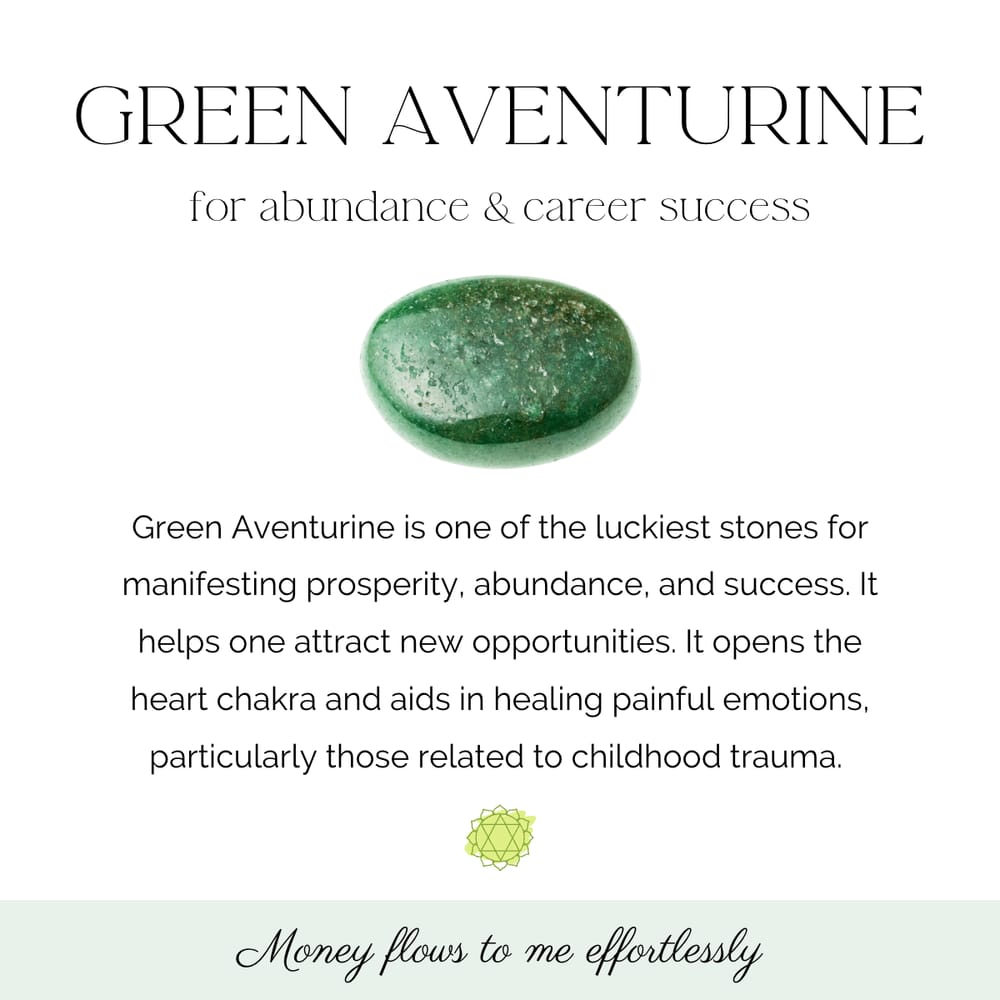 GREEN AVENTURINE
for abundance & career success
Green Aventurine is one of the luckiest stones for
manifesting prosperity, abundance, and success. It
helps one attract new opportunities. It opens the
heart chakra and aids in healing painful emotions,
particularly those related to childhood trauma.
Money flows to me effortlessly